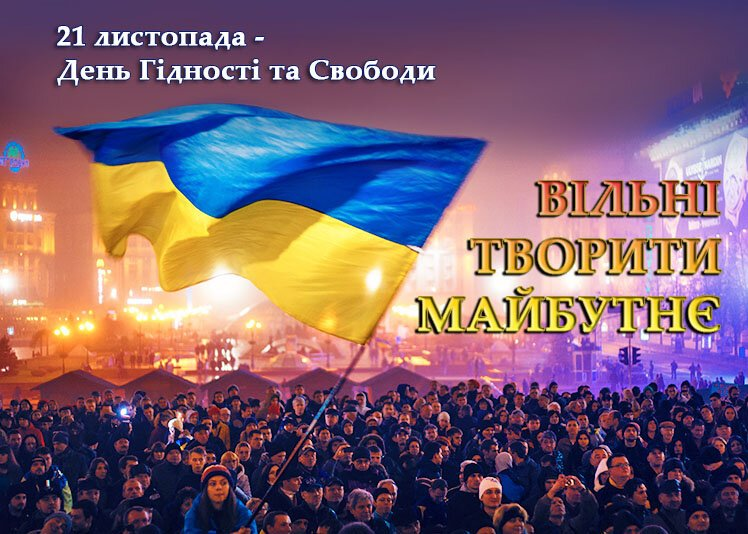 21 листопада -
День Гідності та Свободи
ВІЛЬНІ
ТВОРИТИ
МАЙБУТНЄ